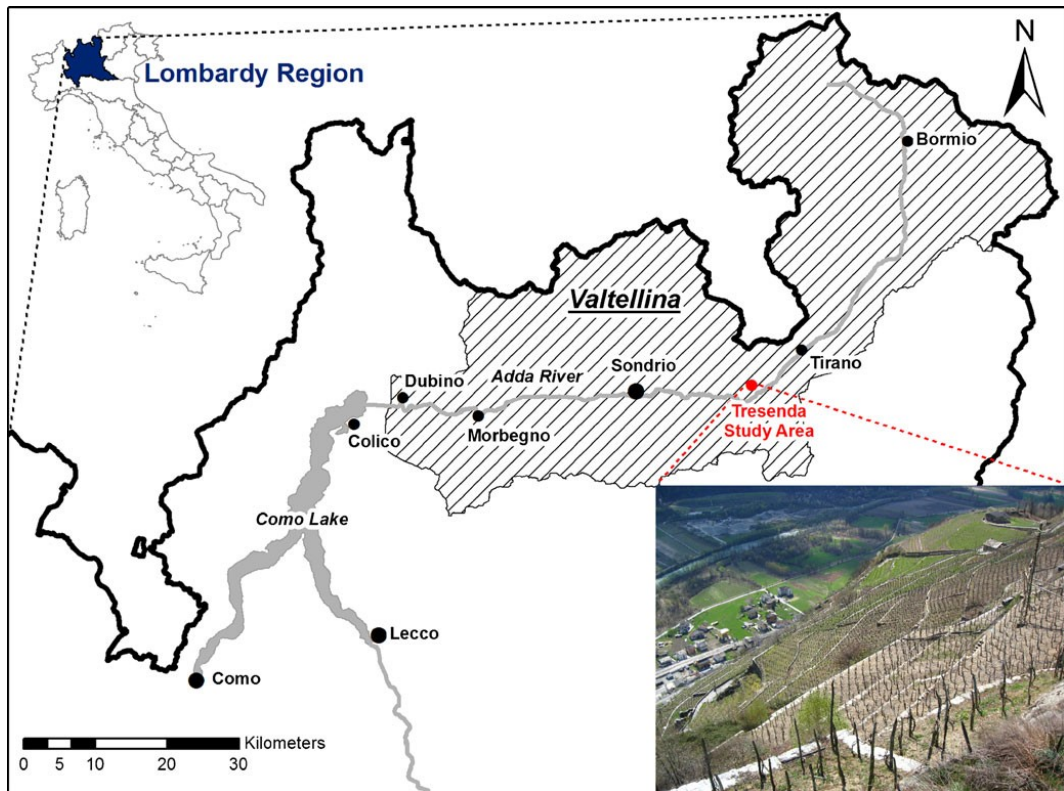 Lombardy Region
N
Bormio
Valtellina
Tirano
Sondrio
Dubino
Adda River
Tresenda
Study Area
Morbegno
Colico
Como Lake
Lecco
Como
Kilometers
0 5 10 20 30